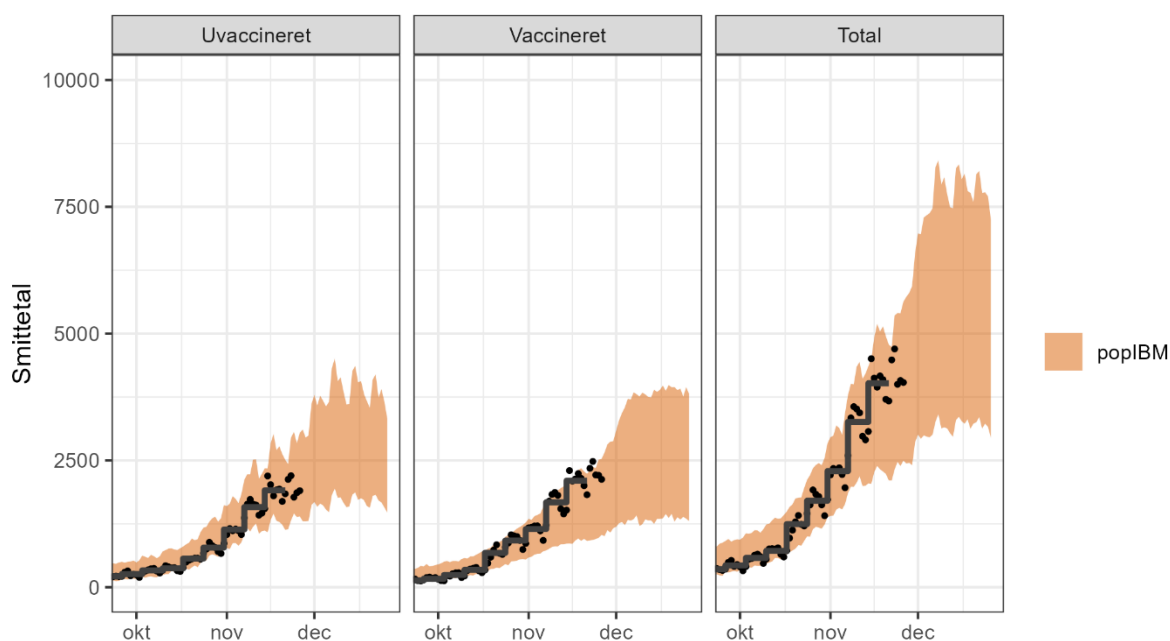 Uvaccineret Vaccineret Total
10000
7500
5000
2500
0
Smittetal
okt nov dec okt nov dec okt nov dec
popIBM